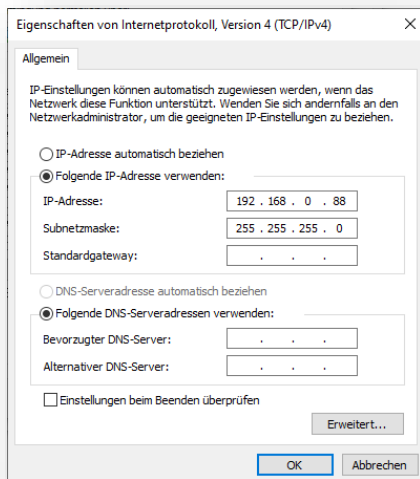 Eigenschaften von Internetprotokoll, Version 4 (TCP/IPv4)
Allgemein
IP-Einstellungen können automatisch zugewiesen werden, wenn das
Netzwerk diese Funktion unterstützt. Wenden Sie sich andernfalls an den
Netzwerkadministrator, um die geeigneten IP-Einstellungen zu beziehen.
IP-Adresse automatisch beziehen
Folgende IP-Adresse verwenden:
IP-Adresse: 192 . 168 . 0 . 88
Subnetzmaske: 255 . 255 . 255 . 0
Standardgateway: . . .
DNS-Serveradresse automatisch beziehen
Folgende DNS-Serveradressen verwenden:
Bevorzugter DNS-Server: . . .
Alternativer DNS-Server: . . .
Einstellungen beim Beenden überprüfen
Erweitert...
OK Abbrechen